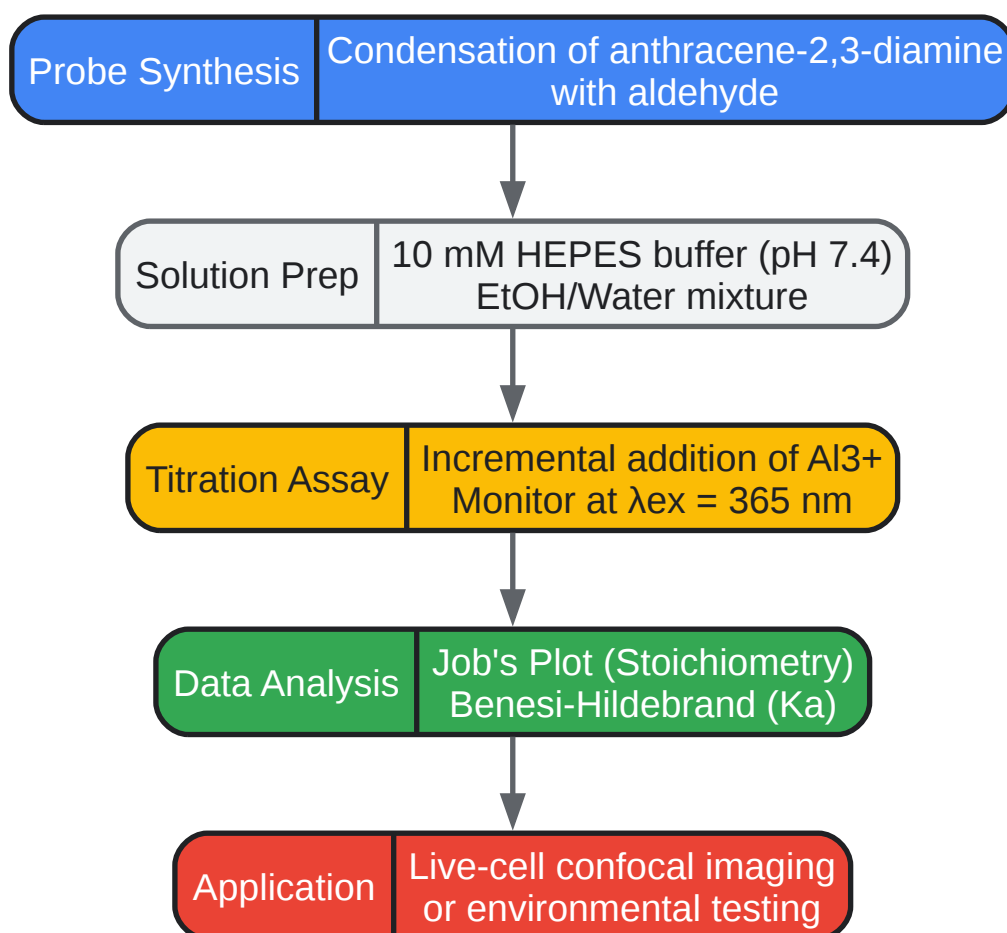 Probe Synthesis
Condensation of anthracene-2,3-diamine
with aldehyde
Solution Prep
10 mM HEPES buffer (pH 7.4)
EtOH/Water mixture
Titration Assay
Incremental addition of Al3+
Monitor at λex = 365 nm
Data Analysis
Job's Plot (Stoichiometry)
Benesi-Hildebrand (Ka)
Application
Live-cell confocal imaging
or environmental testing